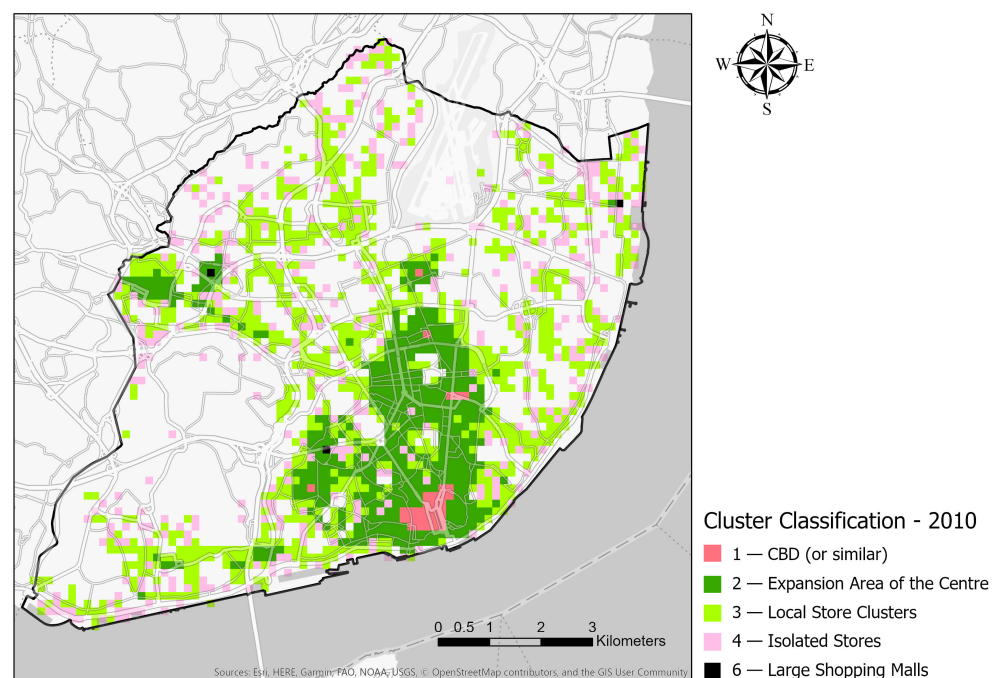 N
W E
S
Cluster Classification - 2010
1 — CBD (or similar)
2 — Expansion Area of the Centre
3 — Local Store Clusters
4 — Isolated Stores
6 — Large Shopping Malls
0 0.5 1 2 3
Kilometers
Sources: Esri, HERE, Garmin, FAO, NOAA, USGS, © OpenStreetMap contributors, and the GIS User Community